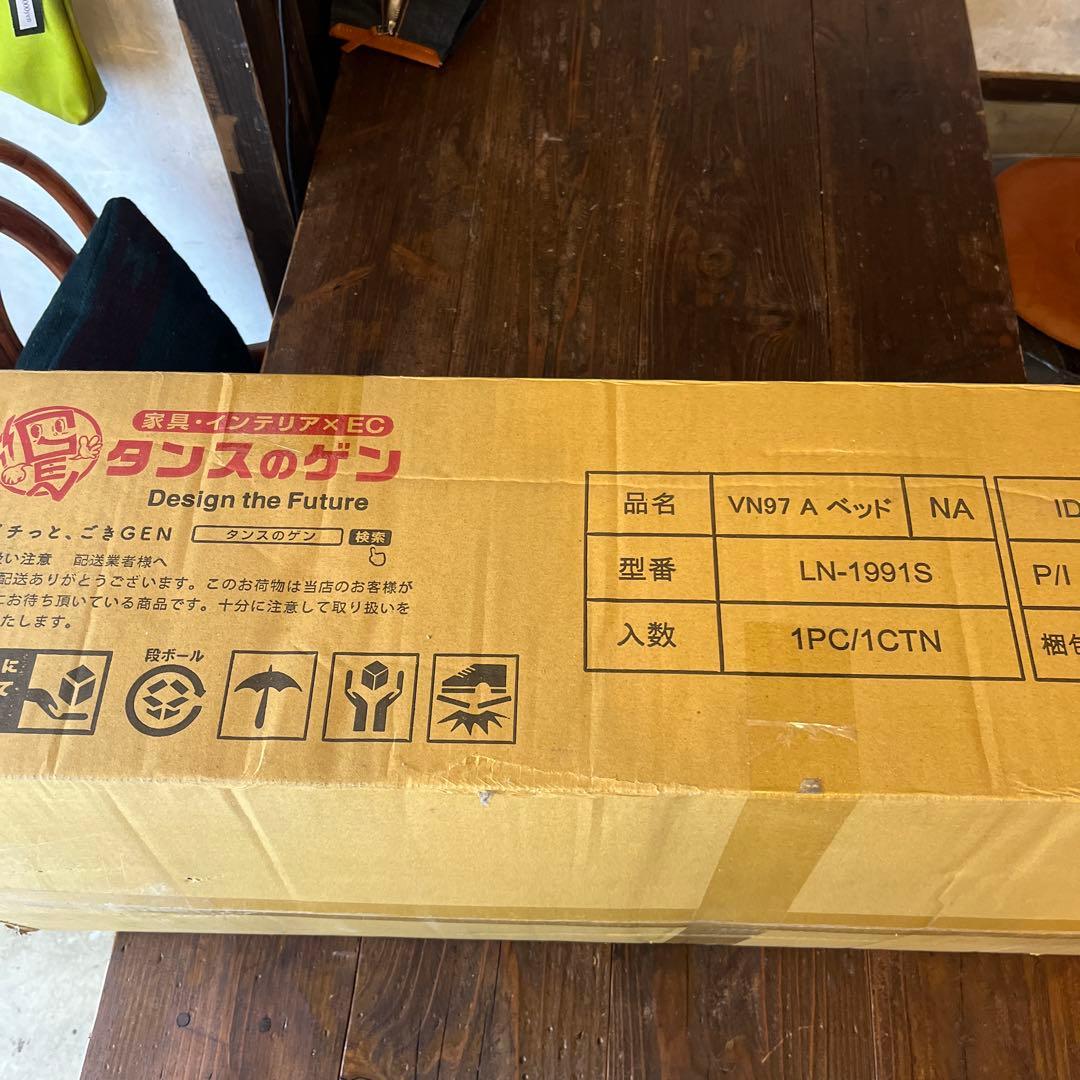 家具・インテリア×EC
タンスのゲン
Design the Future
チっと、ごきGEN タンスのゲン 検索
い注意 配送業者様へ
配送ありがとうございます。このお荷物は当店のお客様が
お待ち頂いている商品です。十分に注意して取り扱いを
たします。
に
て
段ボール
品名 VN97 A ベッド NA
型番 LN-1991S
入数 1PC/1CTN
ID
P/I
梱包